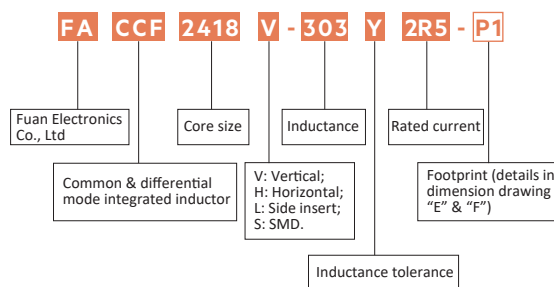 FA CCF 2418 V - 303 Y 2R5 - P1
Fuan Electronics
Co., Ltd
Core size
Inductance
Rated current
Common & differential
mode integrated inductor
V: Vertical;
H: Horizontal;
L: Side insert;
S: SMD.
Footprint (details in
dimension drawing
“E” & “F”)
Inductance tolerance